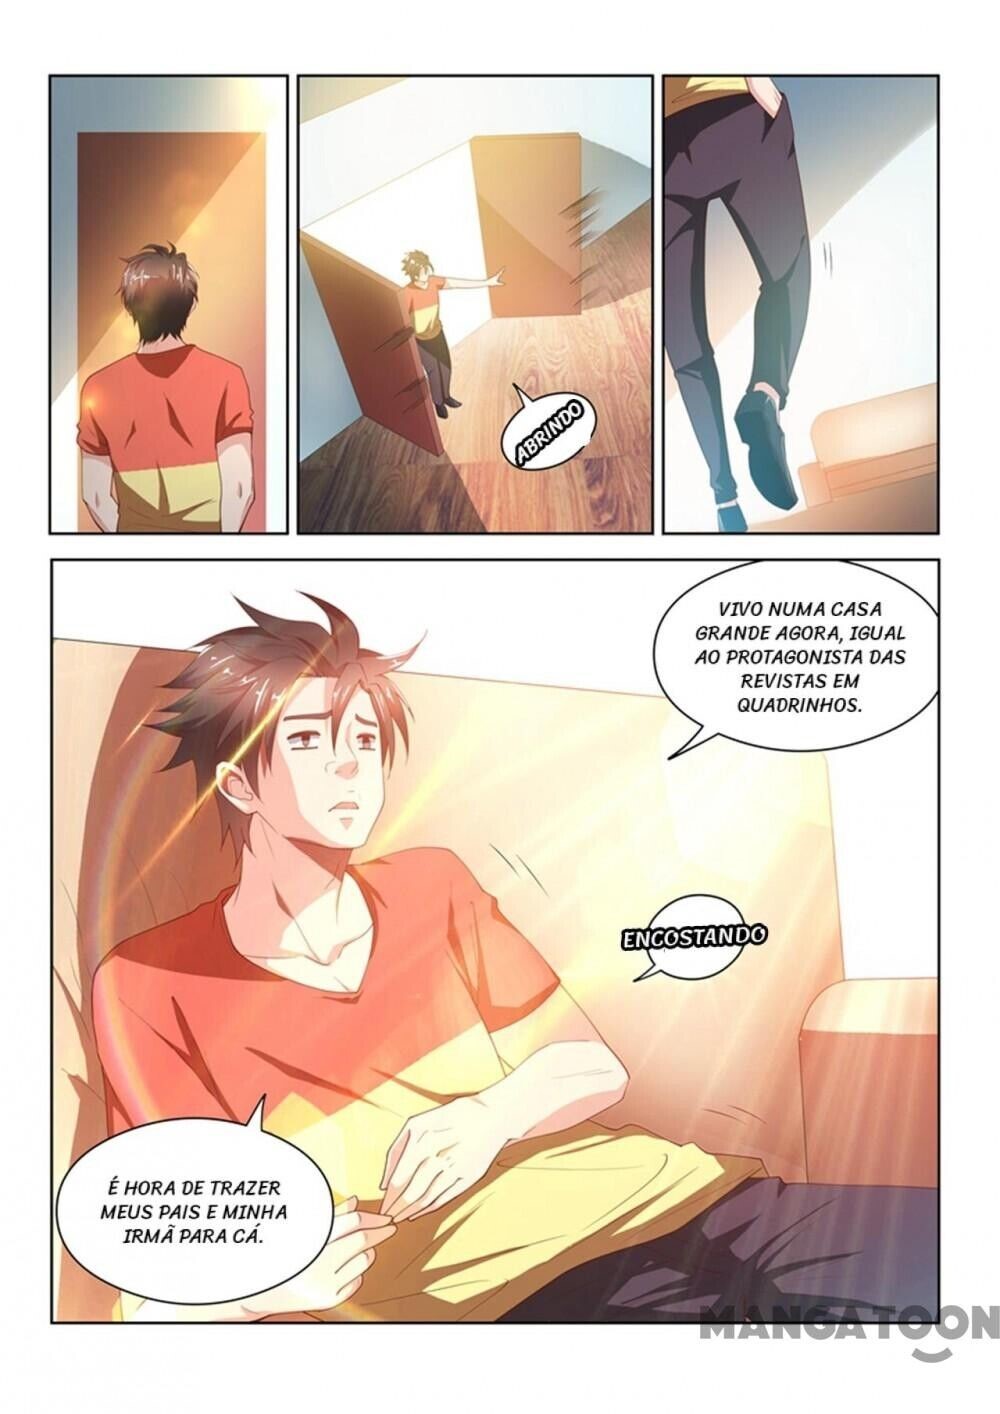 ABRINDO
VIVO NUMA CASA
GRANDE AGORA, IGUAL
AO PROTAGONISTA DAS
REVISTAS EM
QUADRINHOS.
ENCOSTANDO
É HORA DE TRAZER
MEUS PAIS E MINHA
IRMÃ PARA CÁ.
MANGATOON